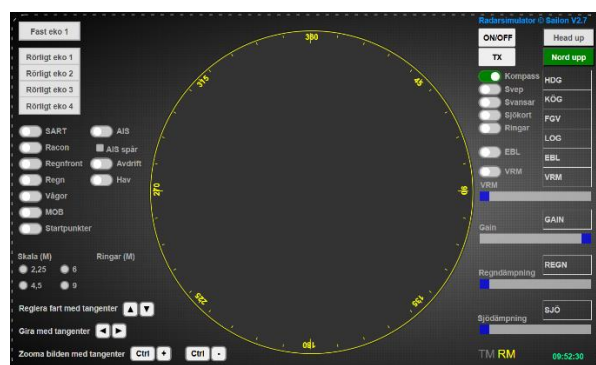 Radarsimulator © Sailon V2.7
Fast eko 1
Rörligt eko 1
Rörligt eko 2
Rörligt eko 3
Rörligt eko 4
SART
AIS
Racon
AIS spår
Regnfront
Avdrift
Regn
Hav
Vågor
MOB
Startpunkter
Skala (M)
Ringar (M)
2,25
6
4,5
9
Reglera fart med tangenter
Gira med tangenter
Zooma bilden med tangenter Ctrl + Ctrl -
360
45
90
135
180
225
270
315
ON/OFF
Head up
TX
Nord upp
Kompass
Svep
Svansar
Sjökort
Ringar
EBL
VRM
HDG
KÖG
FGV
LOG
EBL
VRM
VRM
Gain
GAIN
Regndämpning
REGN
Sjödämpning
SJÖ
TM RM
09:52:30